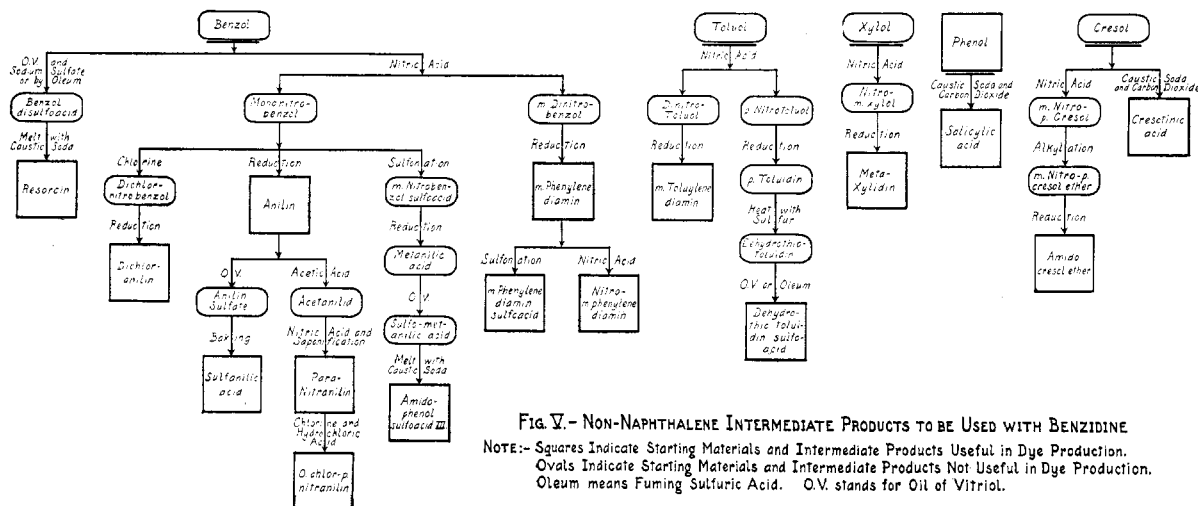 Benzol
O.V. and
Sodium Sulfate
or by Oleum
Benzol
disulfoacid
Melt with
Caustic Soda
Resorcin
Nitric Acid
Mononitro-
benzol
Chlorine
Dichlor-
nitrobenzol
Reduction
Dichlor-
anilin
Reduction
Anilin
O.V.
Anilin
Sulfate
Baking
Sulfanilic
acid
Acetic Acid
Acetanilid
Nitric Acid and
Saponification
Para-
Nitranilin
Chlorine and
Hydrochloric
Acid
O.chlor-p.
nitranilin
Sulfonation
m.Nitroben-
zol sulfoacid
Reduction
Metanilic
acid
O.V.
Sulfo-met-
anilic acid
Melt with
Caustic Soda
Amido-
phenol
sulfoacid III
m. Dinitro-
benzol
Reduction
m.Phenylene
diamin
Sulfonation
m.Phenylene
diamin
sulfoacid
Nitric Acid
Nitro-
m.phenylene
diamin
Toluol
Nitric Acid
Dinitro-
Toluol
Reduction
m. Toluylene
diamin
p.Nitrotoluol
Reduction
p. Toluidin
Heat with
Sulfur
Dehydrothio-
toluidin
O.V. or Oleum
Dehydro-
thio tolui-
din sulfo-
acid
Xylol
Nitric Acid
Nitro-
m.xylol
Reduction
Meta-
Xylidin
Phenol
Caustic Soda and
Carbon Dioxide
Salicylic
acid
Cresol
Nitric Acid
m. Nitro-
p. Cresol
Alkylation
m. Nitro-p.
cresol ether
Reduction
Amido
cresol ether
Caustic Soda
and Carbon Dioxide
Cresotinic
acid
FIG. V. - NON-NAPHTHALENE INTERMEDIATE PRODUCTS TO BE USED WITH BENZIDINE
NOTE:- Squares Indicate Starting Materials and Intermediate Products Useful in Dye Production.
Ovals Indicate Starting Materials and Intermediate Products Not Useful in Dye Production.
Oleum means Fuming Sulfuric Acid. O.V. stands for Oil of Vitriol.